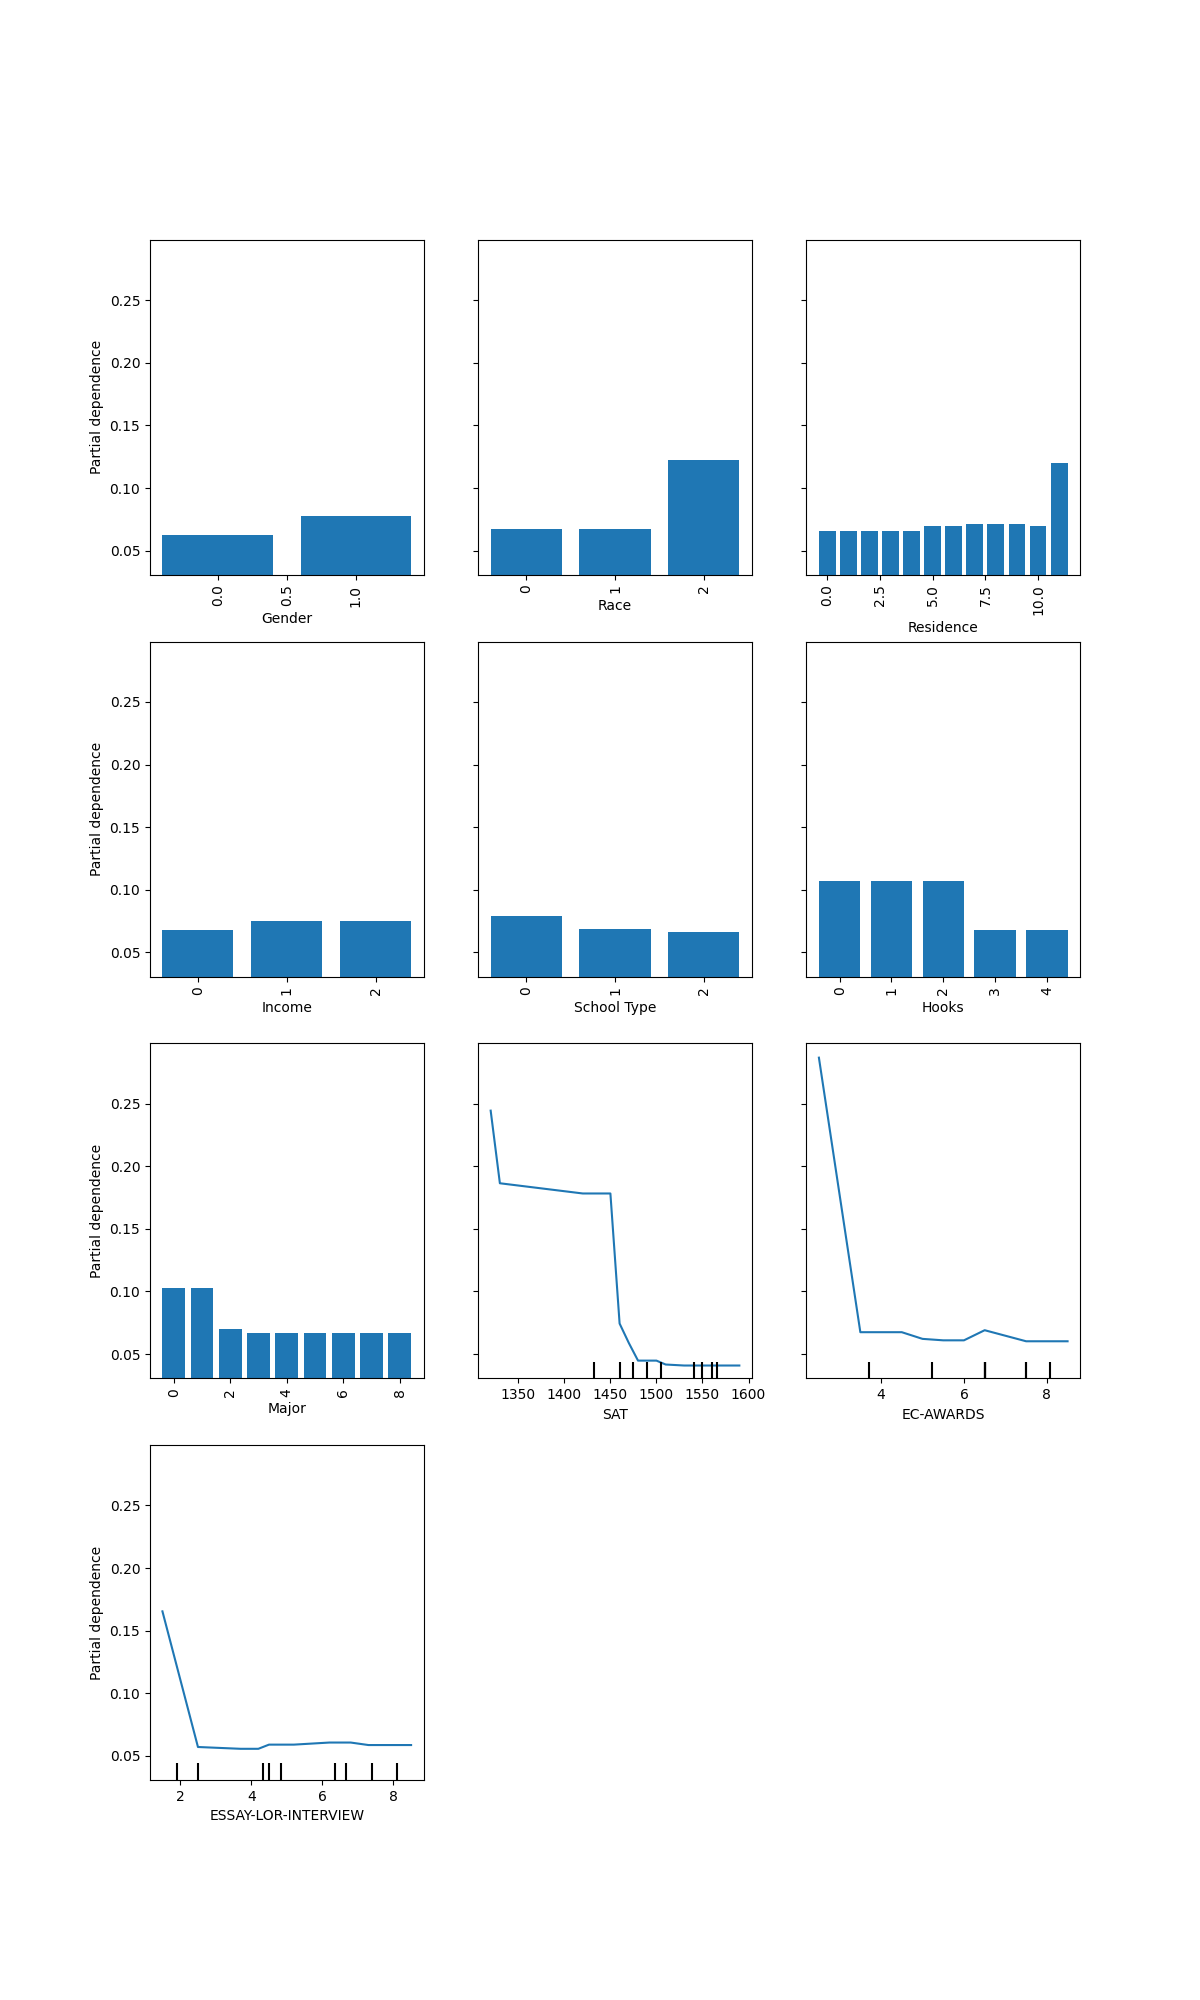 Partial dependence
0.25
0.20
0.15
0.10
0.05
0.0 0.5 1.0
Gender
0 1 2
Race
0.0 2.5 5.0 7.5 10.0
Residence
Partial dependence
0.25
0.20
0.15
0.10
0.05
0 1 2
Income
0 1 2
School Type
0 1 2 3 4
Hooks
Partial dependence
0.25
0.20
0.15
0.10
0.05
0 2 4 6 8
Major
1350 1400 1450 1500 1550 1600
SAT
4 6 8
EC-AWARDS
Partial dependence
0.25
0.20
0.15
0.10
0.05
2 4 6 8
ESSAY-LOR-INTERVIEW